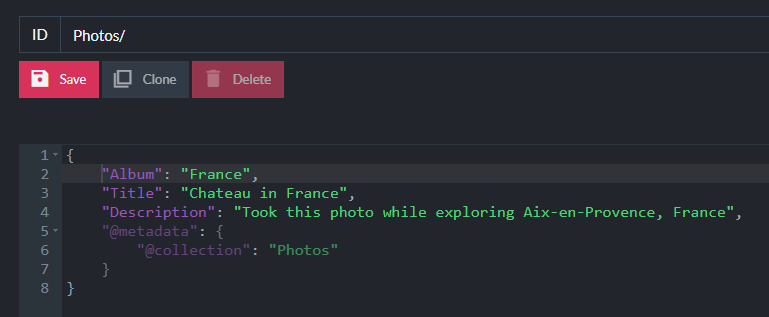 ID Photos/
Save Clone Delete
1 {
2 "Album": "France",
3 "Title": "Chateau in France",
4 "Description": "Took this photo while exploring Aix-en-Provence, France",
5 "@metadata": {
6 "@collection": "Photos"
7 }
8 }